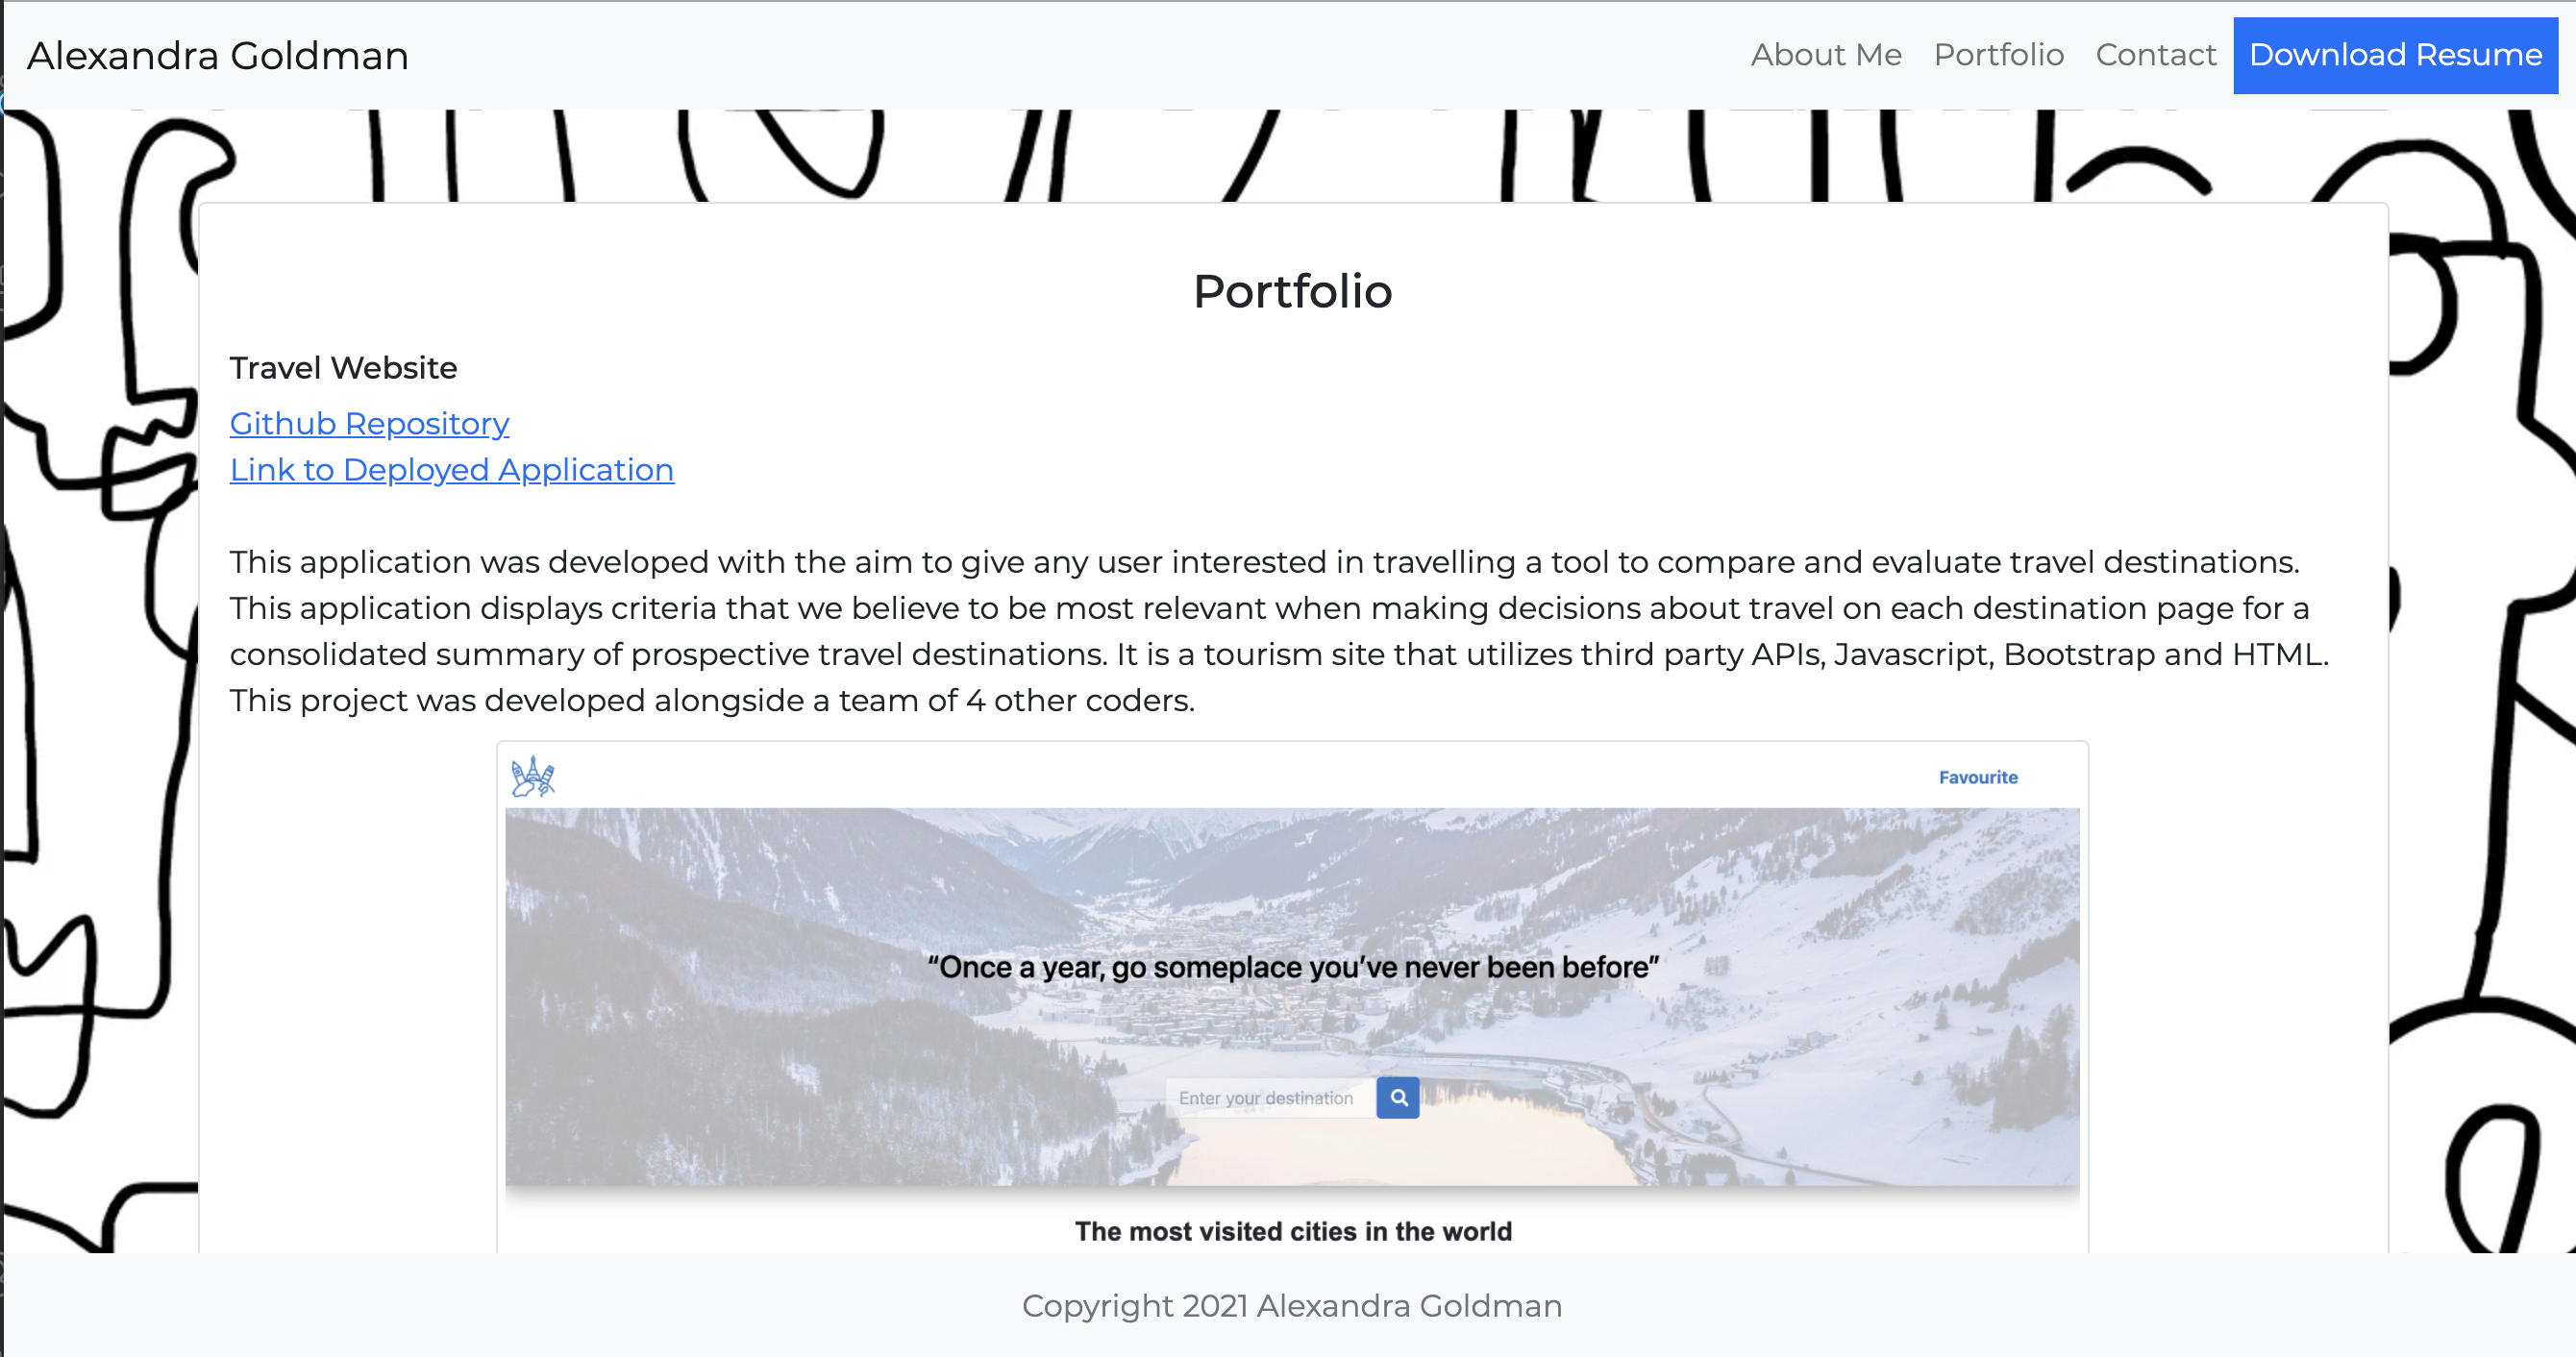 Alexandra Goldman
About Me Portfolio Contact Download Resume
Portfolio
Travel Website
Github Repository
Link to Deployed Application
This application was developed with the aim to give any user interested in travelling a tool to compare and evaluate travel destinations.
This application displays criteria that we believe to be most relevant when making decisions about travel on each destination page for a
consolidated summary of prospective travel destinations. It is a tourism site that utilizes third party APIs, Javascript, Bootstrap and HTML.
This project was developed alongside a team of 4 other coders.
Favourite
“Once a year, go someplace you’ve never been before”
Enter your destination
The most visited cities in the world
Copyright 2021 Alexandra Goldman